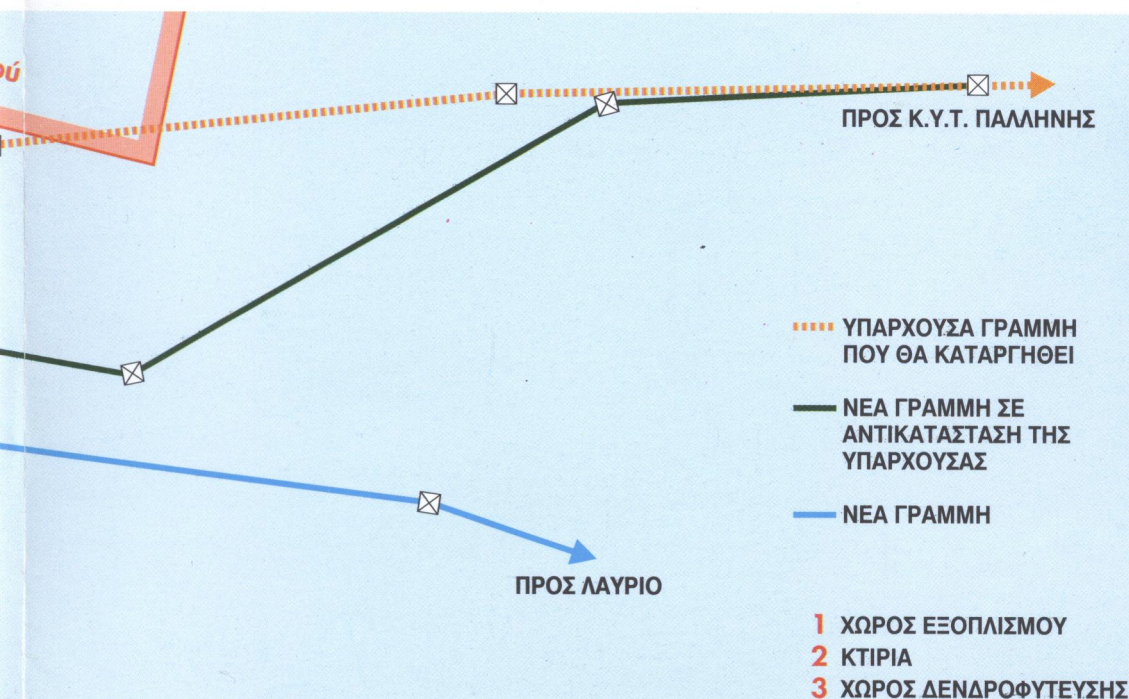 ού
ΠΡΟΣ Κ.Υ.Τ. ΠΑΛΛΗΝΗΣ
ΥΠΑΡΧΟΥΣΑ ΓΡΑΜΜΗ
ΠΟΥ ΘΑ ΚΑΤΑΡΓΗΘΕΙ
ΝΕΑ ΓΡΑΜΜΗ ΣΕ
ΑΝΤΙΚΑΤΑΣΤΑΣΗ ΤΗΣ
ΥΠΑΡΧΟΥΣΑΣ
ΝΕΑ ΓΡΑΜΜΗ
ΠΡΟΣ ΛΑΥΡΙΟ
1 ΧΩΡΟΣ ΕΞΟΠΛΙΣΜΟΥ
2 ΚΤΙΡΙΑ
3 ΧΩΡΟΣ ΔΕΝΔΡΟΦΥΤΕΥΣΗΣ